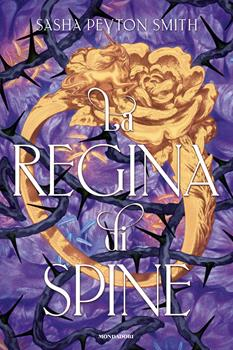 SASHA PEYTON SMITH
La
REGINA
di
SPINE
MONDADORI